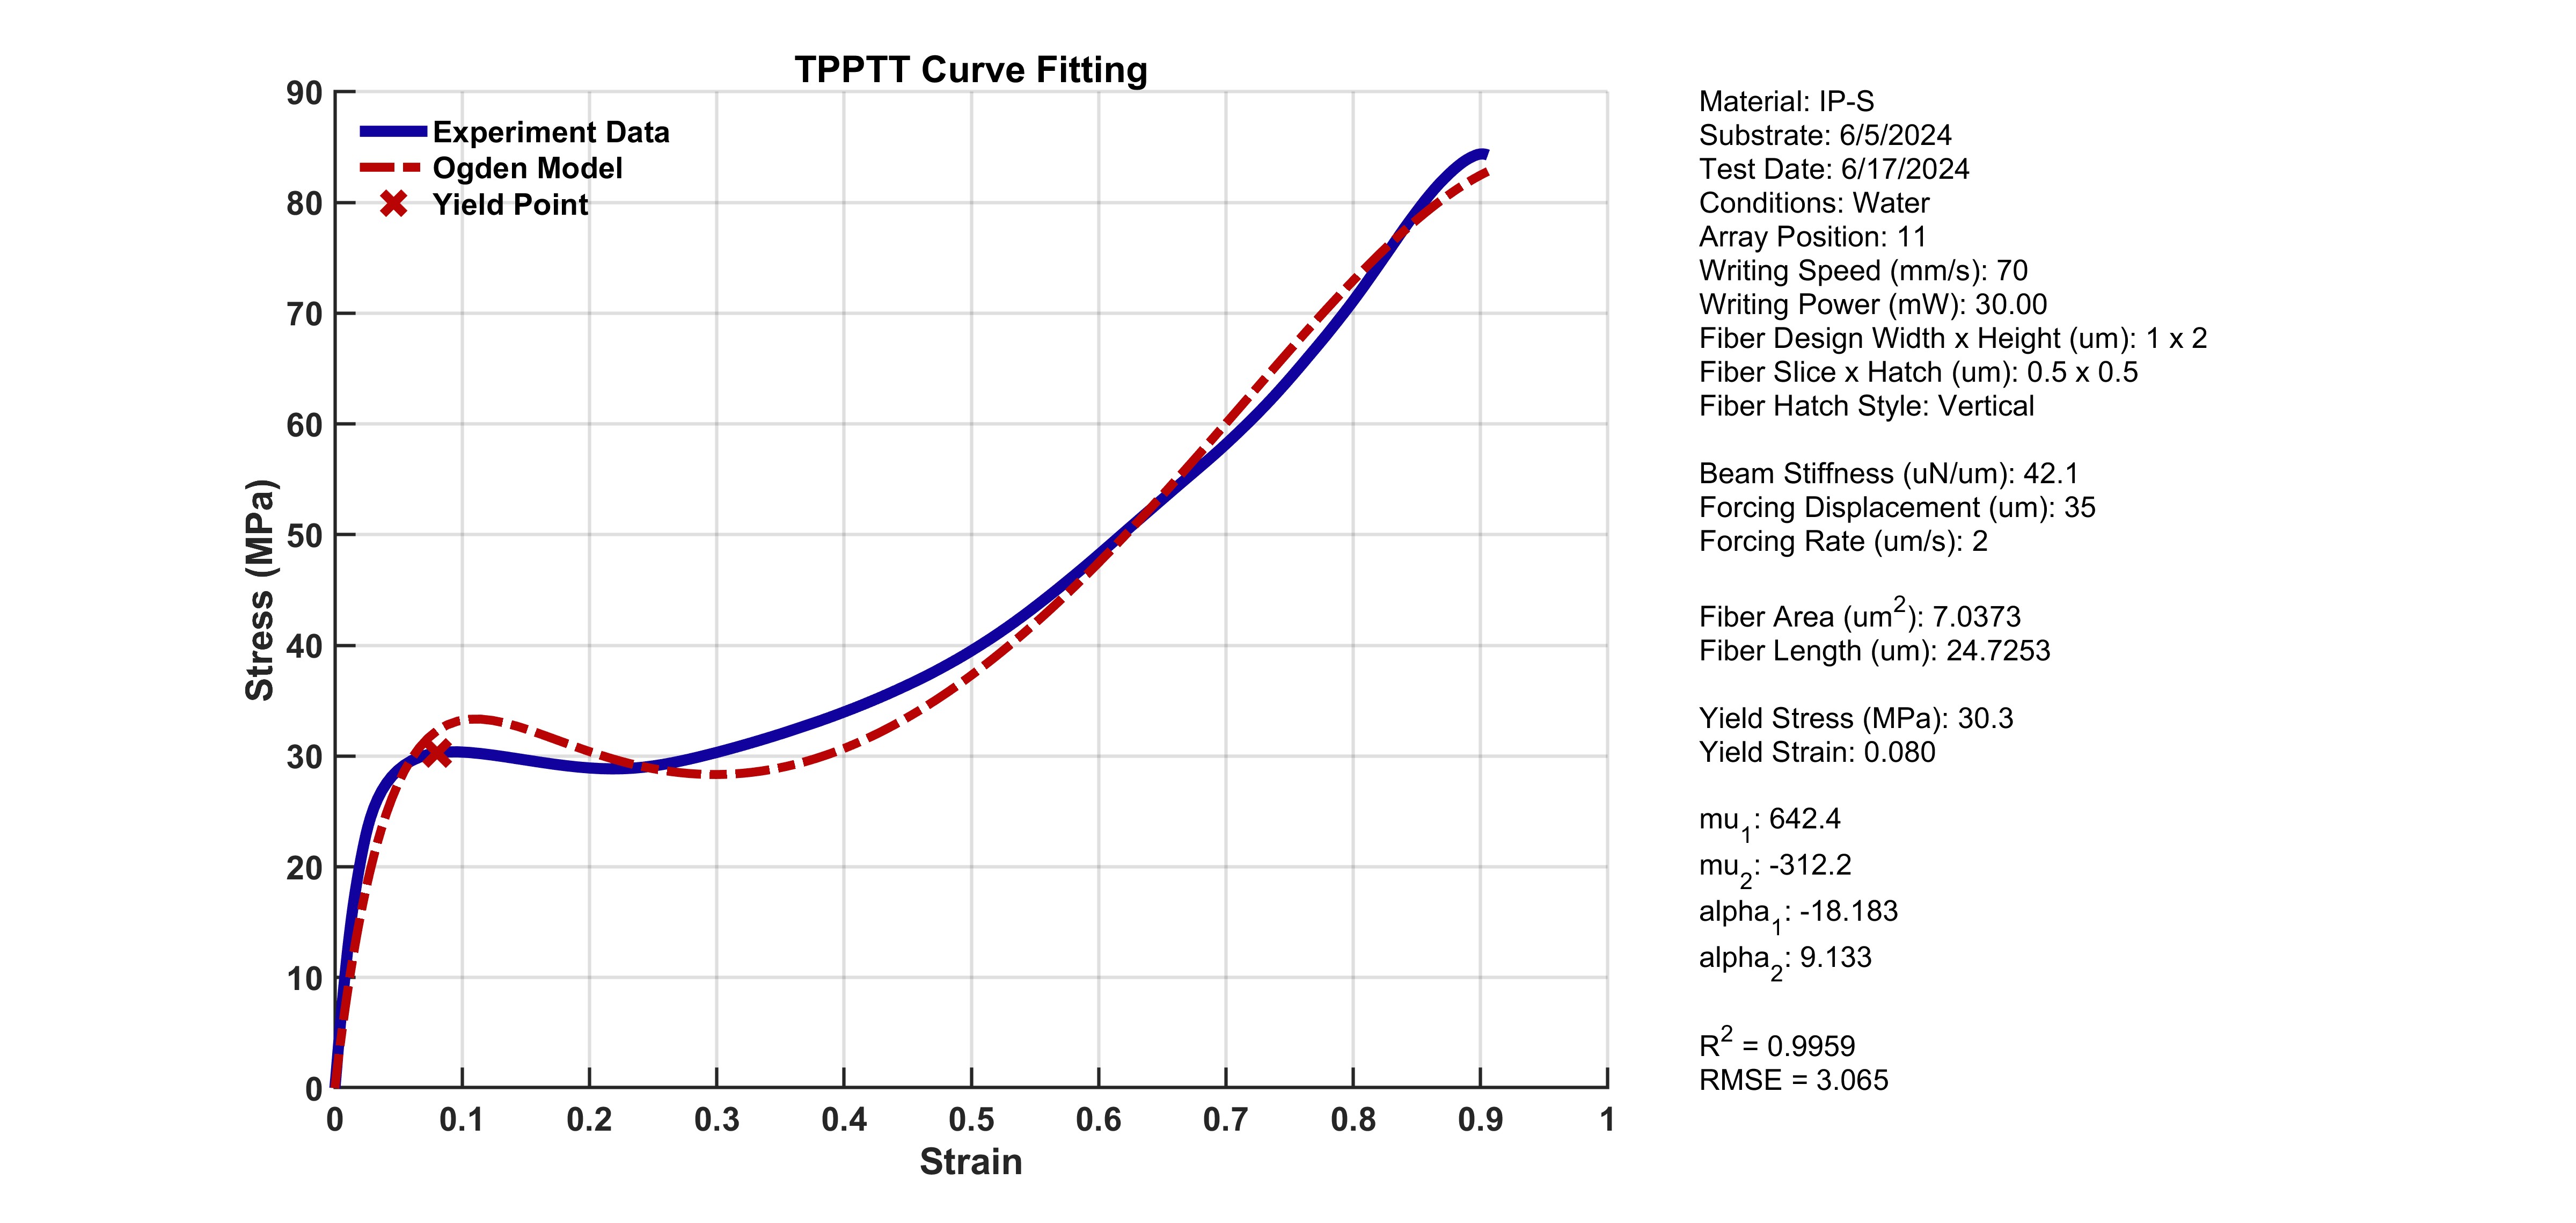 TPPTT Curve Fitting
90
80
70
60
50
40
30
20
10
0
Stress (MPa)
Experiment Data
Ogden Model
Yield Point
0 0.1 0.2 0.3 0.4 0.5 0.6 0.7 0.8 0.9 1
Strain
Material: IP-S
Substrate: 6/5/2024
Test Date: 6/17/2024
Conditions: Water
Array Position: 11
Writing Speed (mm/s): 70
Writing Power (mW): 30.00
Fiber Design Width x Height (um): 1 x 2
Fiber Slice x Hatch (um): 0.5 x 0.5
Fiber Hatch Style: Vertical
Beam Stiffness (uN/um): 42.1
Forcing Displacement (um): 35
Forcing Rate (um/s): 2
Fiber Area (um²): 7.0373
Fiber Length (um): 24.7253
Yield Stress (MPa): 30.3
Yield Strain: 0.080
mu₁: 642.4
mu₂: -312.2
alpha₁: -18.183
alpha₂: 9.133
R² = 0.9959
RMSE = 3.065